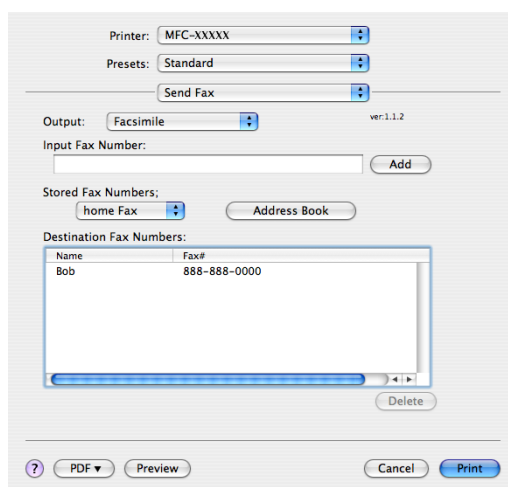 Printer: MFC-XXXXX
Presets: Standard
Send Fax
Output: Facsimile ver:1.1.2
Input Fax Number:
Add
Stored Fax Numbers;
home Fax Address Book
Destination Fax Numbers:
Name Fax#
Bob 888-888-0000
Delete
? PDF▼ Preview Cancel Print